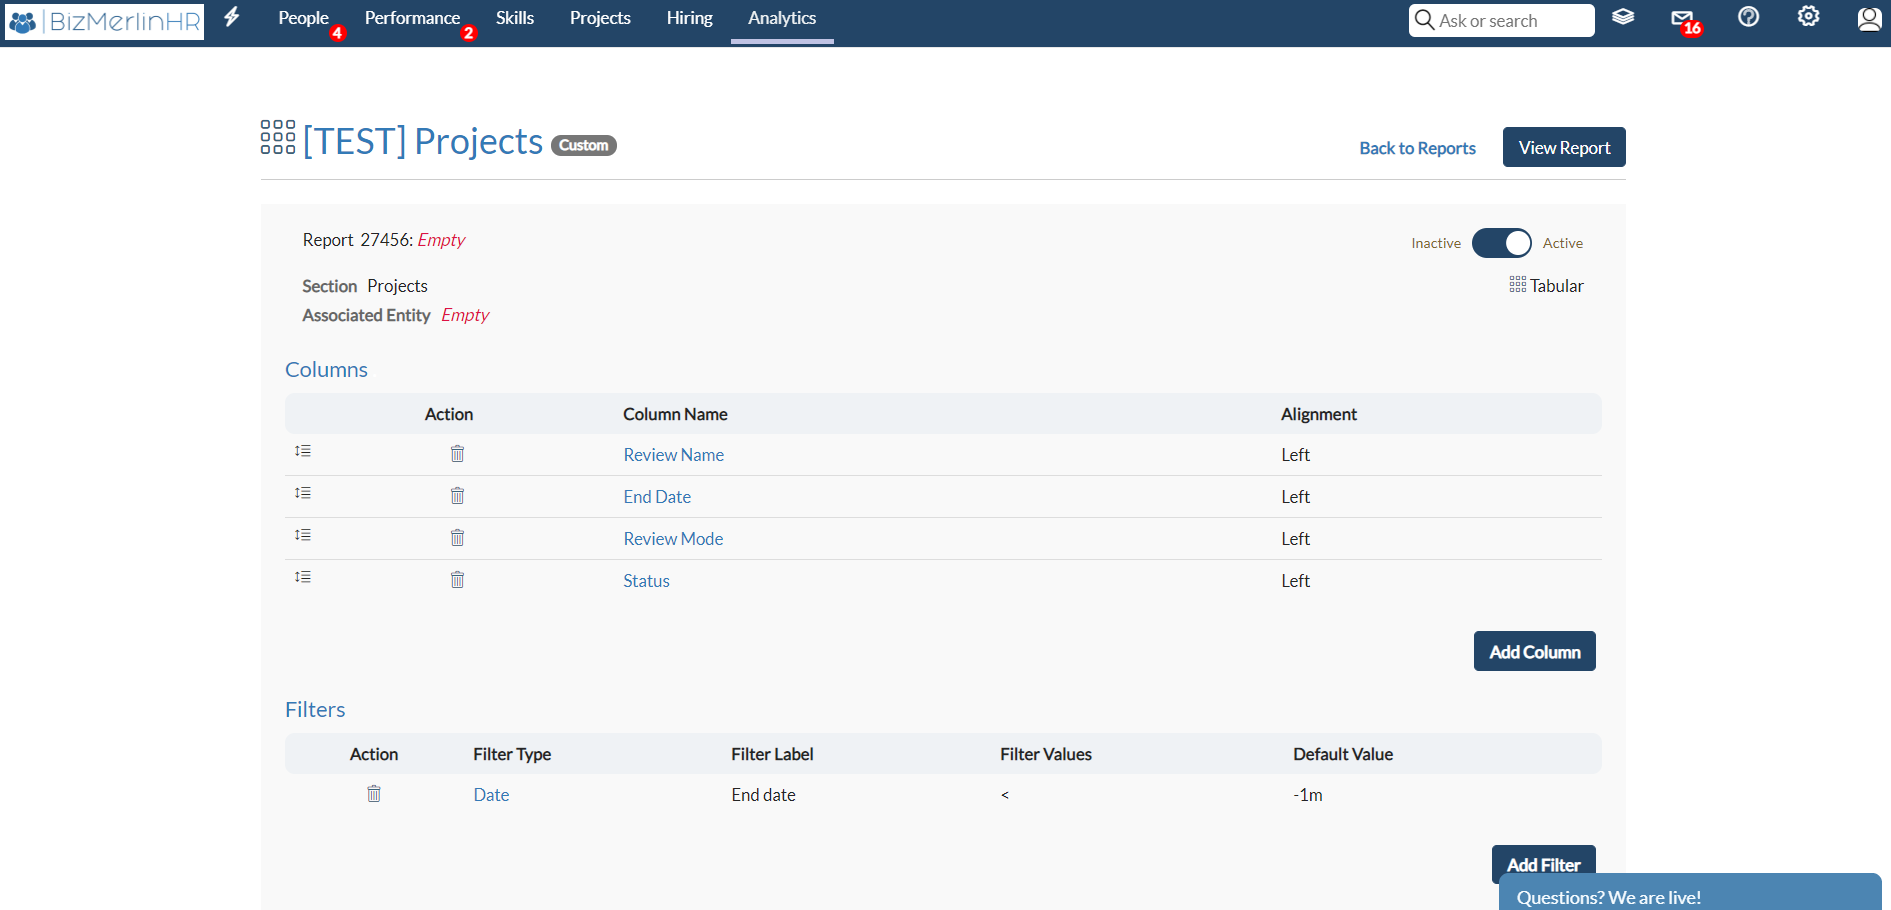 BizMerlinHR People 4 Performance 2 Skills Projects Hiring Analytics Ask or search 16
[TEST] Projects Custom Back to Reports View Report
Report 27456: Empty Inactive Active
Section Projects Tabular
Associated Entity Empty
Columns
Action Column Name Alignment
Review Name Left
End Date Left
Review Mode Left
Status Left
Add Column
Filters
Action Filter Type Filter Label Filter Values Default Value
Date End date < -1m
Add Filter
Questions? We are live!